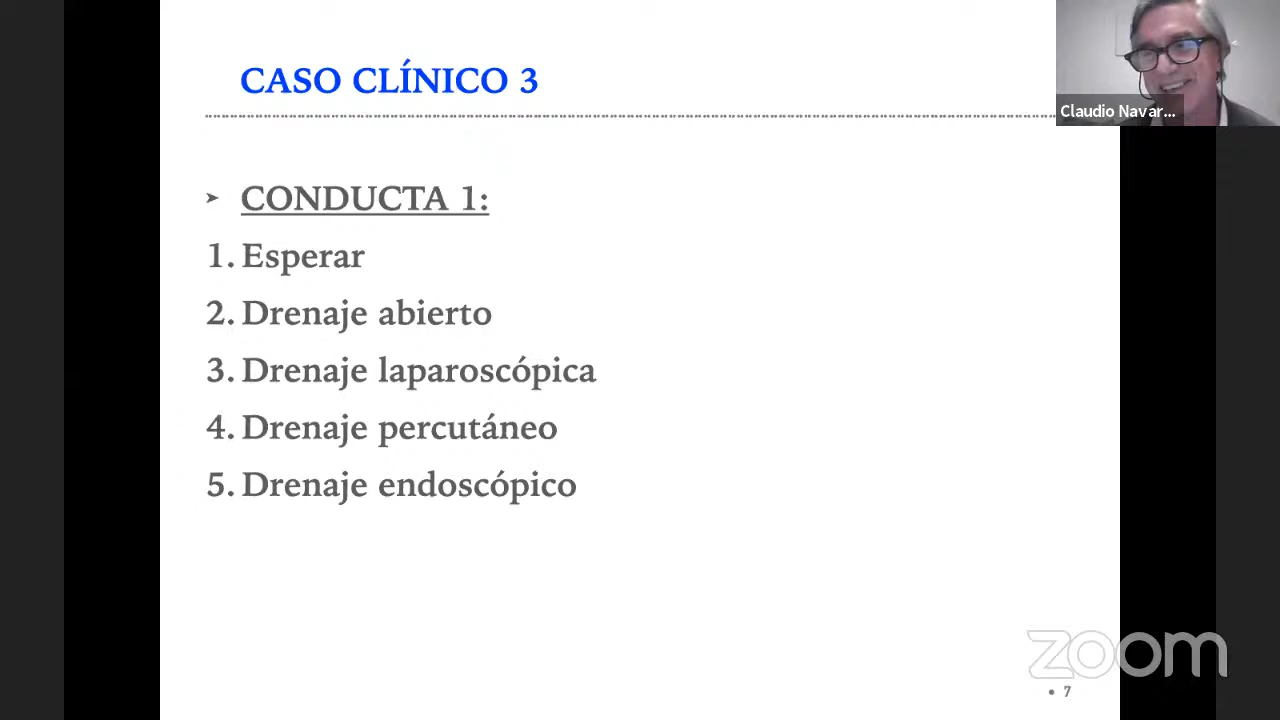 CASO CLÍNICO 3
Claudio Navar...
➤ CONDUCTA 1:
1. Esperar
2. Drenaje abierto
3. Drenaje laparoscópica
4. Drenaje percutáneo
5. Drenaje endoscópico
zoom
• 7